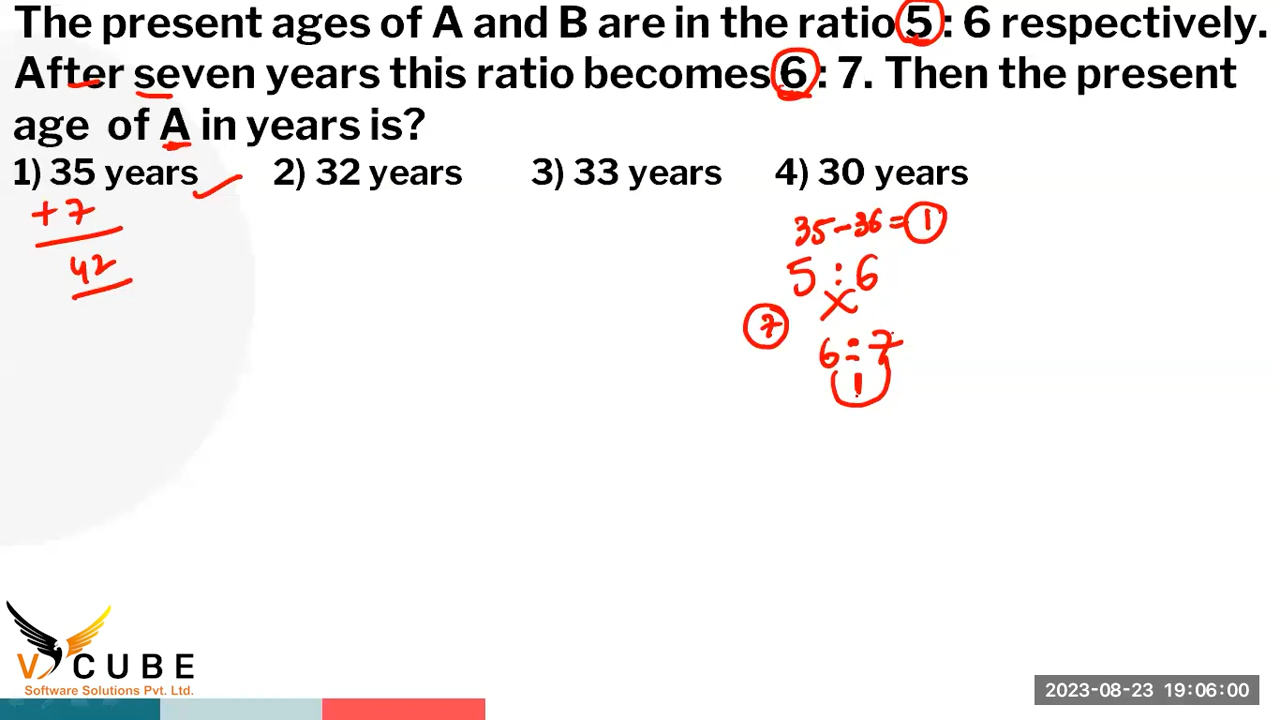 The present ages of A and B are in the ratio 5 : 6 respectively.
After seven years this ratio becomes 6 : 7. Then the present
age of A in years is?
1) 35 years 2) 32 years 3) 33 years 4) 30 years
+7
42
35-36=1
5:6
7
6:7
1
V CUBE
Software Solutions Pvt. Ltd.
2023-08-23 19:06:00